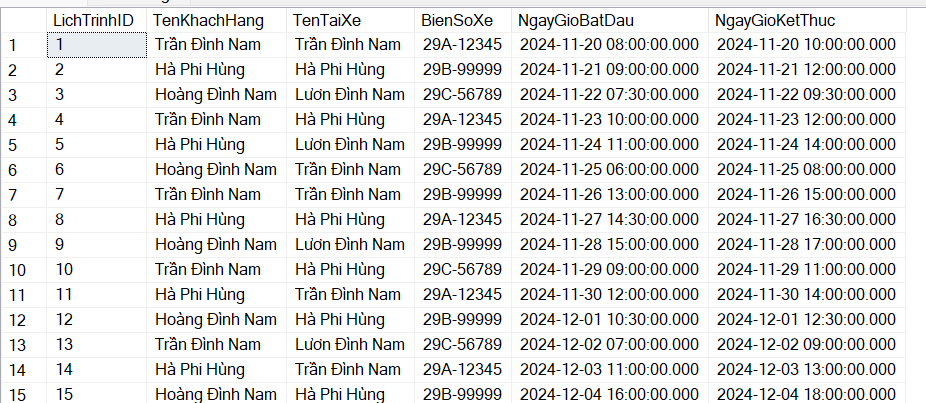 LichTrinhID TenKhachHang TenTaiXe BienSoXe NgayGioBatDau NgayGioKetThuc
1 1 Trần Đình Nam Trần Đình Nam 29A-12345 2024-11-20 08:00:00.000 2024-11-20 10:00:00.000
2 2 Hà Phi Hùng Hà Phi Hùng 29B-99999 2024-11-21 09:00:00.000 2024-11-21 12:00:00.000
3 3 Hoàng Đình Nam Lươn Đình Nam 29C-56789 2024-11-22 07:30:00.000 2024-11-22 09:30:00.000
4 4 Trần Đình Nam Hà Phi Hùng 29A-12345 2024-11-23 10:00:00.000 2024-11-23 12:00:00.000
5 5 Hà Phi Hùng Lươn Đình Nam 29B-99999 2024-11-24 11:00:00.000 2024-11-24 14:00:00.000
6 6 Hoàng Đình Nam Trần Đình Nam 29C-56789 2024-11-25 06:00:00.000 2024-11-25 08:00:00.000
7 7 Trần Đình Nam Trần Đình Nam 29B-99999 2024-11-26 13:00:00.000 2024-11-26 15:00:00.000
8 8 Hà Phi Hùng Hà Phi Hùng 29A-12345 2024-11-27 14:30:00.000 2024-11-27 16:30:00.000
9 9 Hoàng Đình Nam Lươn Đình Nam 29B-99999 2024-11-28 15:00:00.000 2024-11-28 17:00:00.000
10 10 Trần Đình Nam Hà Phi Hùng 29C-56789 2024-11-29 09:00:00.000 2024-11-29 11:00:00.000
11 11 Hà Phi Hùng Trần Đình Nam 29A-12345 2024-11-30 12:00:00.000 2024-11-30 14:00:00.000
12 12 Hoàng Đình Nam Hà Phi Hùng 29B-99999 2024-12-01 10:30:00.000 2024-12-01 12:30:00.000
13 13 Trần Đình Nam Lươn Đình Nam 29C-56789 2024-12-02 07:00:00.000 2024-12-02 09:00:00.000
14 14 Hà Phi Hùng Trần Đình Nam 29A-12345 2024-12-03 11:00:00.000 2024-12-03 13:00:00.000
15 15 Hoàng Đình Nam Hà Phi Hùng 29B-99999 2024-12-04 16:00:00.000 2024-12-04 18:00:00.000